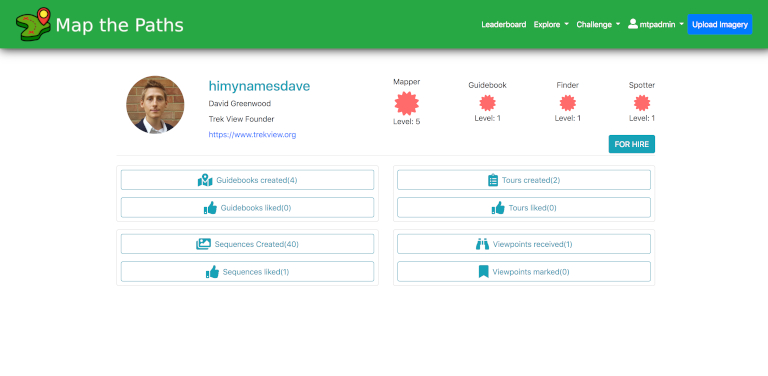 Map the Paths
Leaderboard Explore Challenge mtpadmin Upload Imagery
himynamesdave
David Greenwood
Trek View Founder
https://www.trekview.org
Mapper
Level: 5
Guidebook
Level: 1
Finder
Level: 1
Spotter
Level: 1
FOR HIRE
Guidebooks created(4)
Guidebooks liked(0)
Tours created(2)
Tours liked(0)
Sequences Created(40)
Sequences liked(1)
Viewpoints received(1)
Viewpoints marked(0)